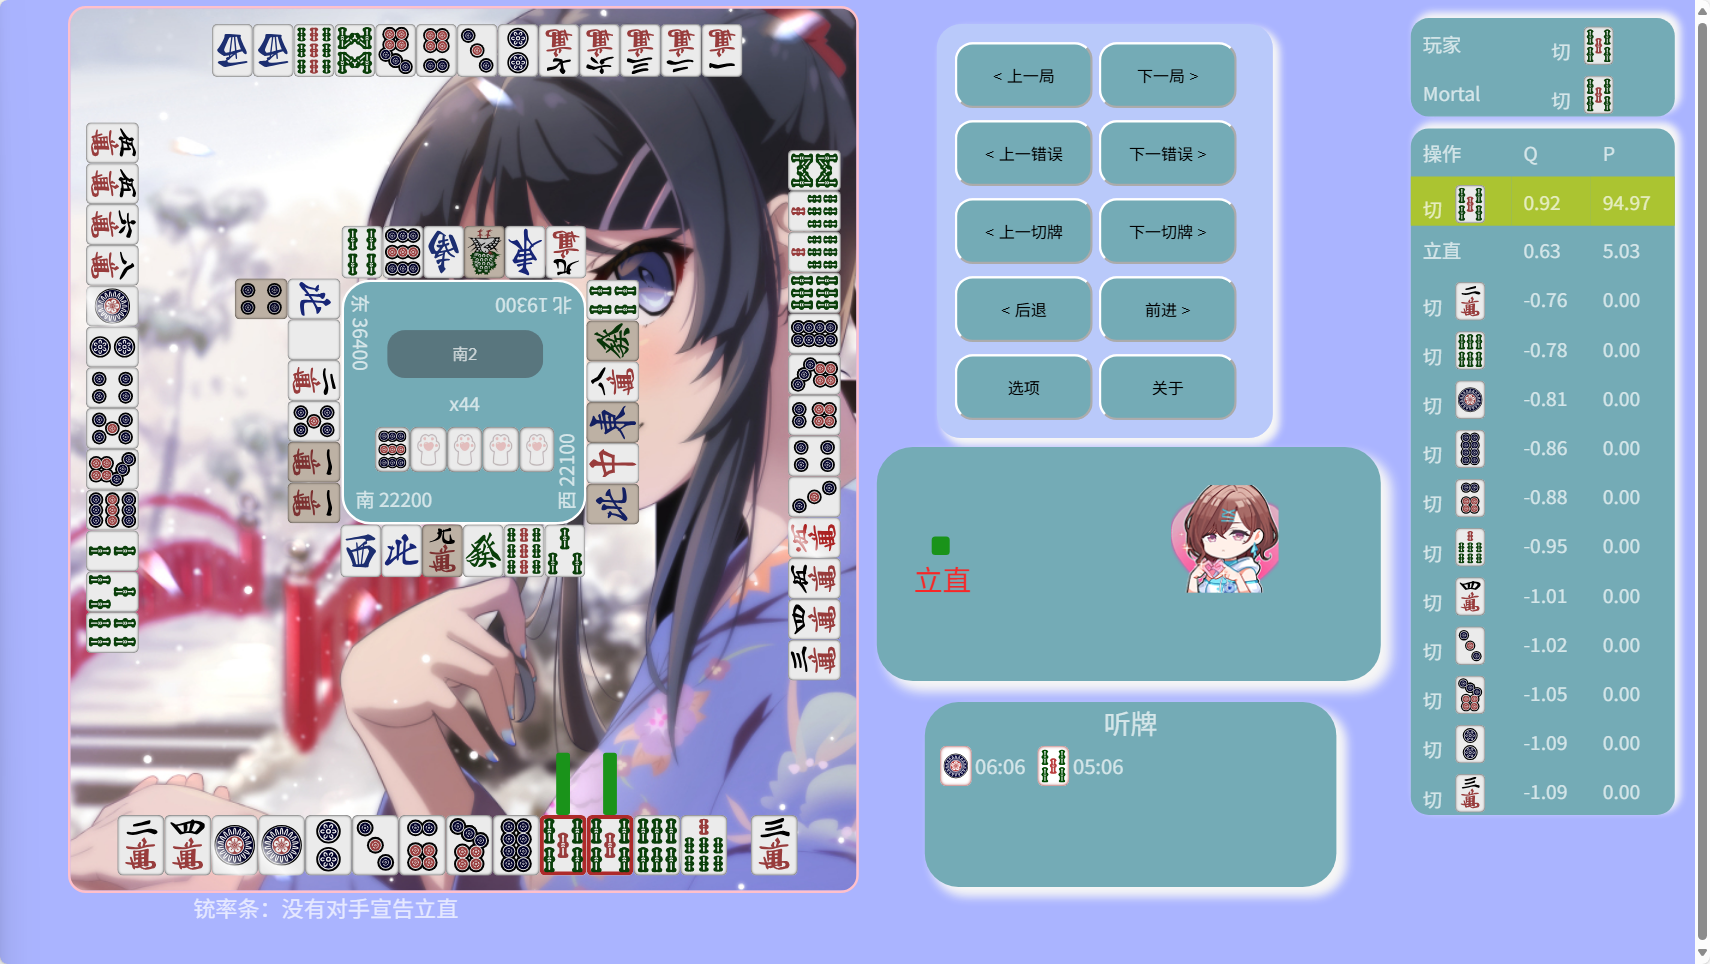 < 上一局
下一局 >
< 上一错误
下一错误 >
< 上一切牌
下一切牌 >
< 后退
前进 >
选项
关于
东 36400
北 19300
南2
x44
南 22200
西 22100
立直
听牌
06:06
05:06
铳率条：没有对手宣告立直
玩家 切
Mortal 切
操作 Q P
切 0.92 94.97
立直 0.63 5.03
切 -0.76 0.00
切 -0.78 0.00
切 -0.81 0.00
切 -0.86 0.00
切 -0.88 0.00
切 -0.95 0.00
切 -1.01 0.00
切 -1.02 0.00
切 -1.05 0.00
切 -1.09 0.00
切 -1.09 0.00